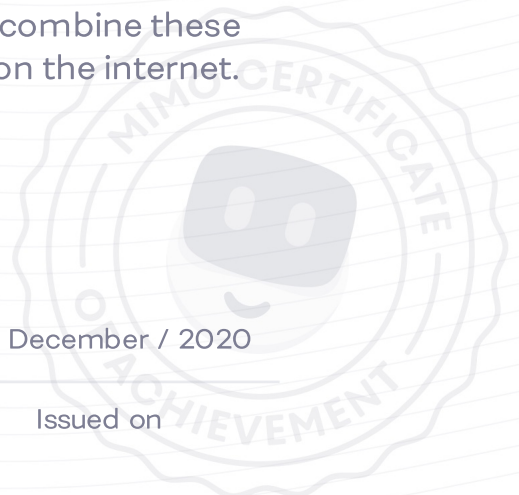 combine these
on the internet.
MIMO CERTIFICATE
OF ACHIEVEMENT
December / 2020
Issued on